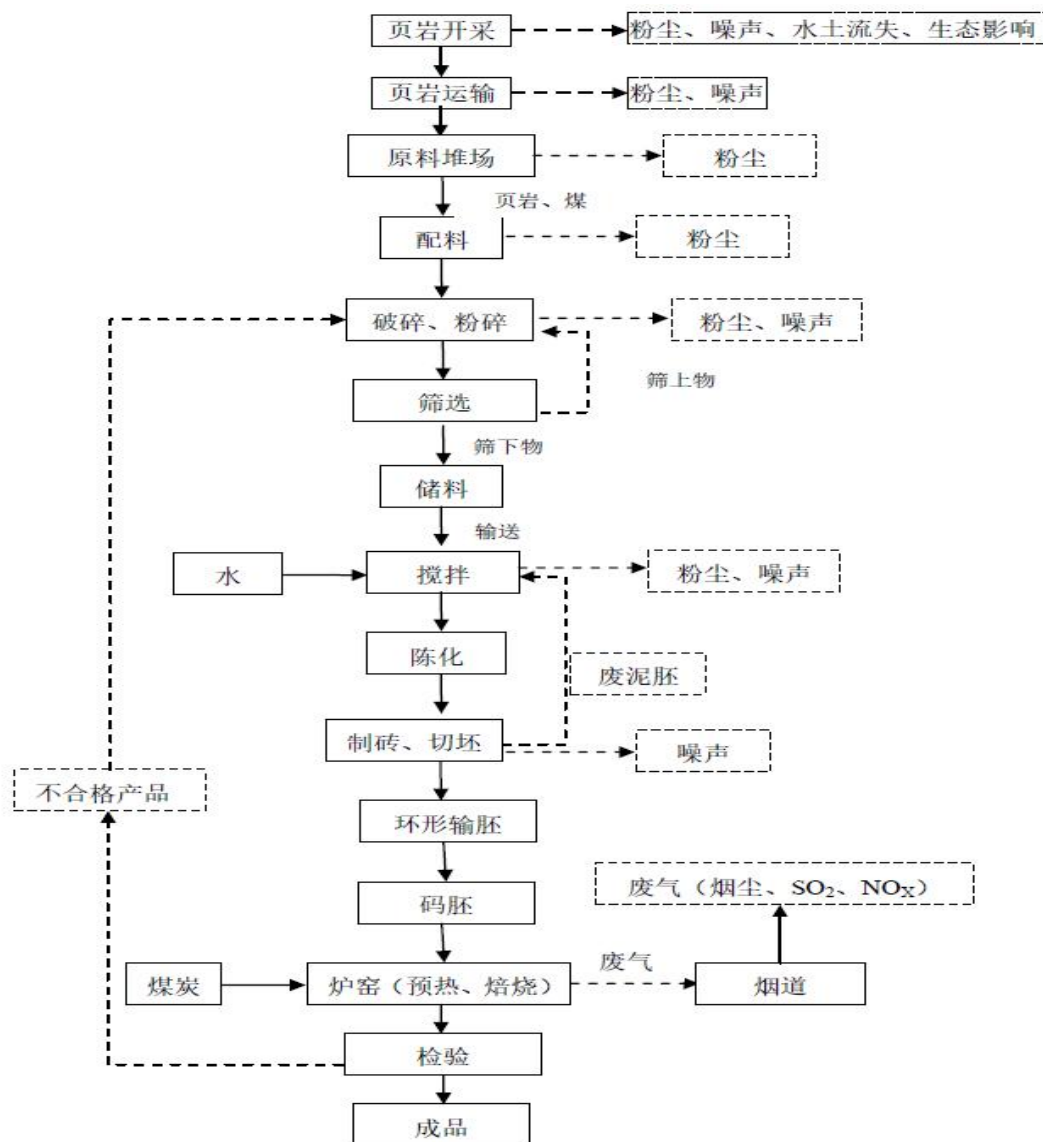 页岩开采
粉尘、噪声、水土流失、生态影响
页岩运输
粉尘、噪声
原料堆场
粉尘
页岩、煤
配料
粉尘
破碎、粉碎
粉尘、噪声
筛上物
筛选
筛下物
储料
输送
水
搅拌
粉尘、噪声
陈化
废泥胚
制砖、切坯
噪声
不合格产品
环形输胚
废气（烟尘、SO₂、NOX）
码胚
废气
煤炭
炉窑（预热、焙烧）
烟道
检验
成品